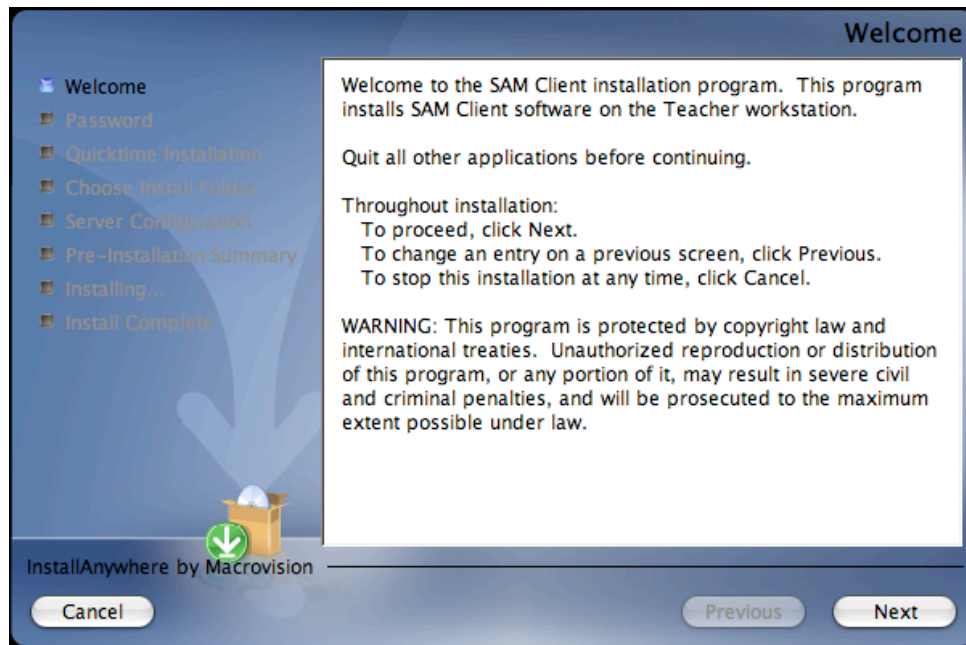 Welcome
Welcome
Password
Quicktime Installation
Choose Install Folder
Server Configuration
Pre-Installation Summary
Installing...
Install Complete
Welcome to the SAM Client installation program.  This program
installs SAM Client software on the Teacher workstation.
Quit all other applications before continuing.
Throughout installation:
To proceed, click Next.
To change an entry on a previous screen, click Previous.
To stop this installation at any time, click Cancel.
WARNING: This program is protected by copyright law and
international treaties.  Unauthorized reproduction or distribution
of this program, or any portion of it, may result in severe civil
and criminal penalties, and will be prosecuted to the maximum
extent possible under law.
InstallAnywhere by Macrovision
Cancel
Previous
Next